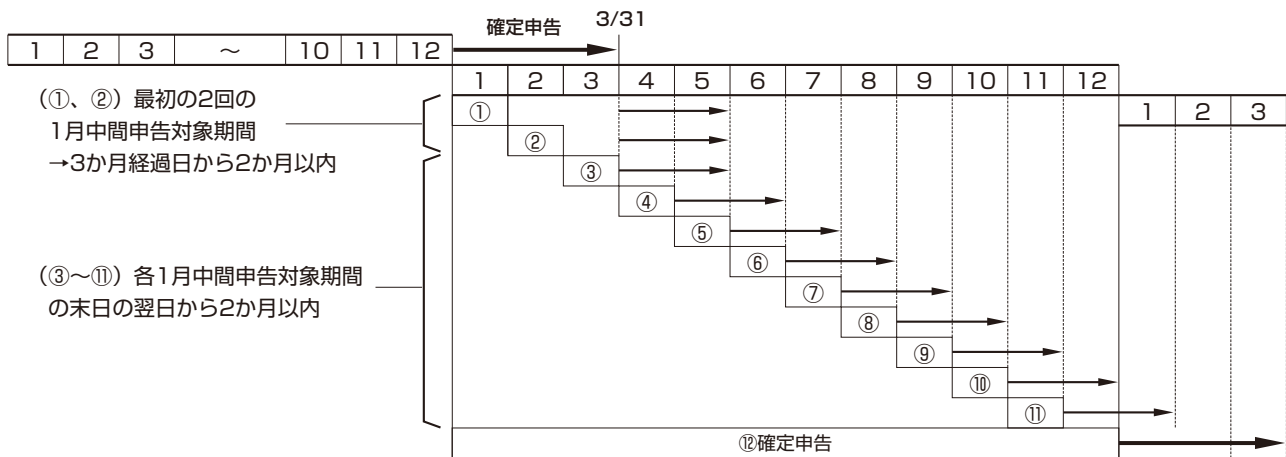 確定申告
3/31
1 2 3 ～ 10 11 12
1 2 3 4 5 6 7 8 9 10 11 12
1 2 3
（①、②）最初の2回の
1月中間申告対象期間
→3か月経過日から2か月以内
（③～⑪）各1月中間申告対象期間
の末日の翌日から2か月以内
①
②
③
④
⑤
⑥
⑦
⑧
⑨
⑩
⑪
⑫確定申告